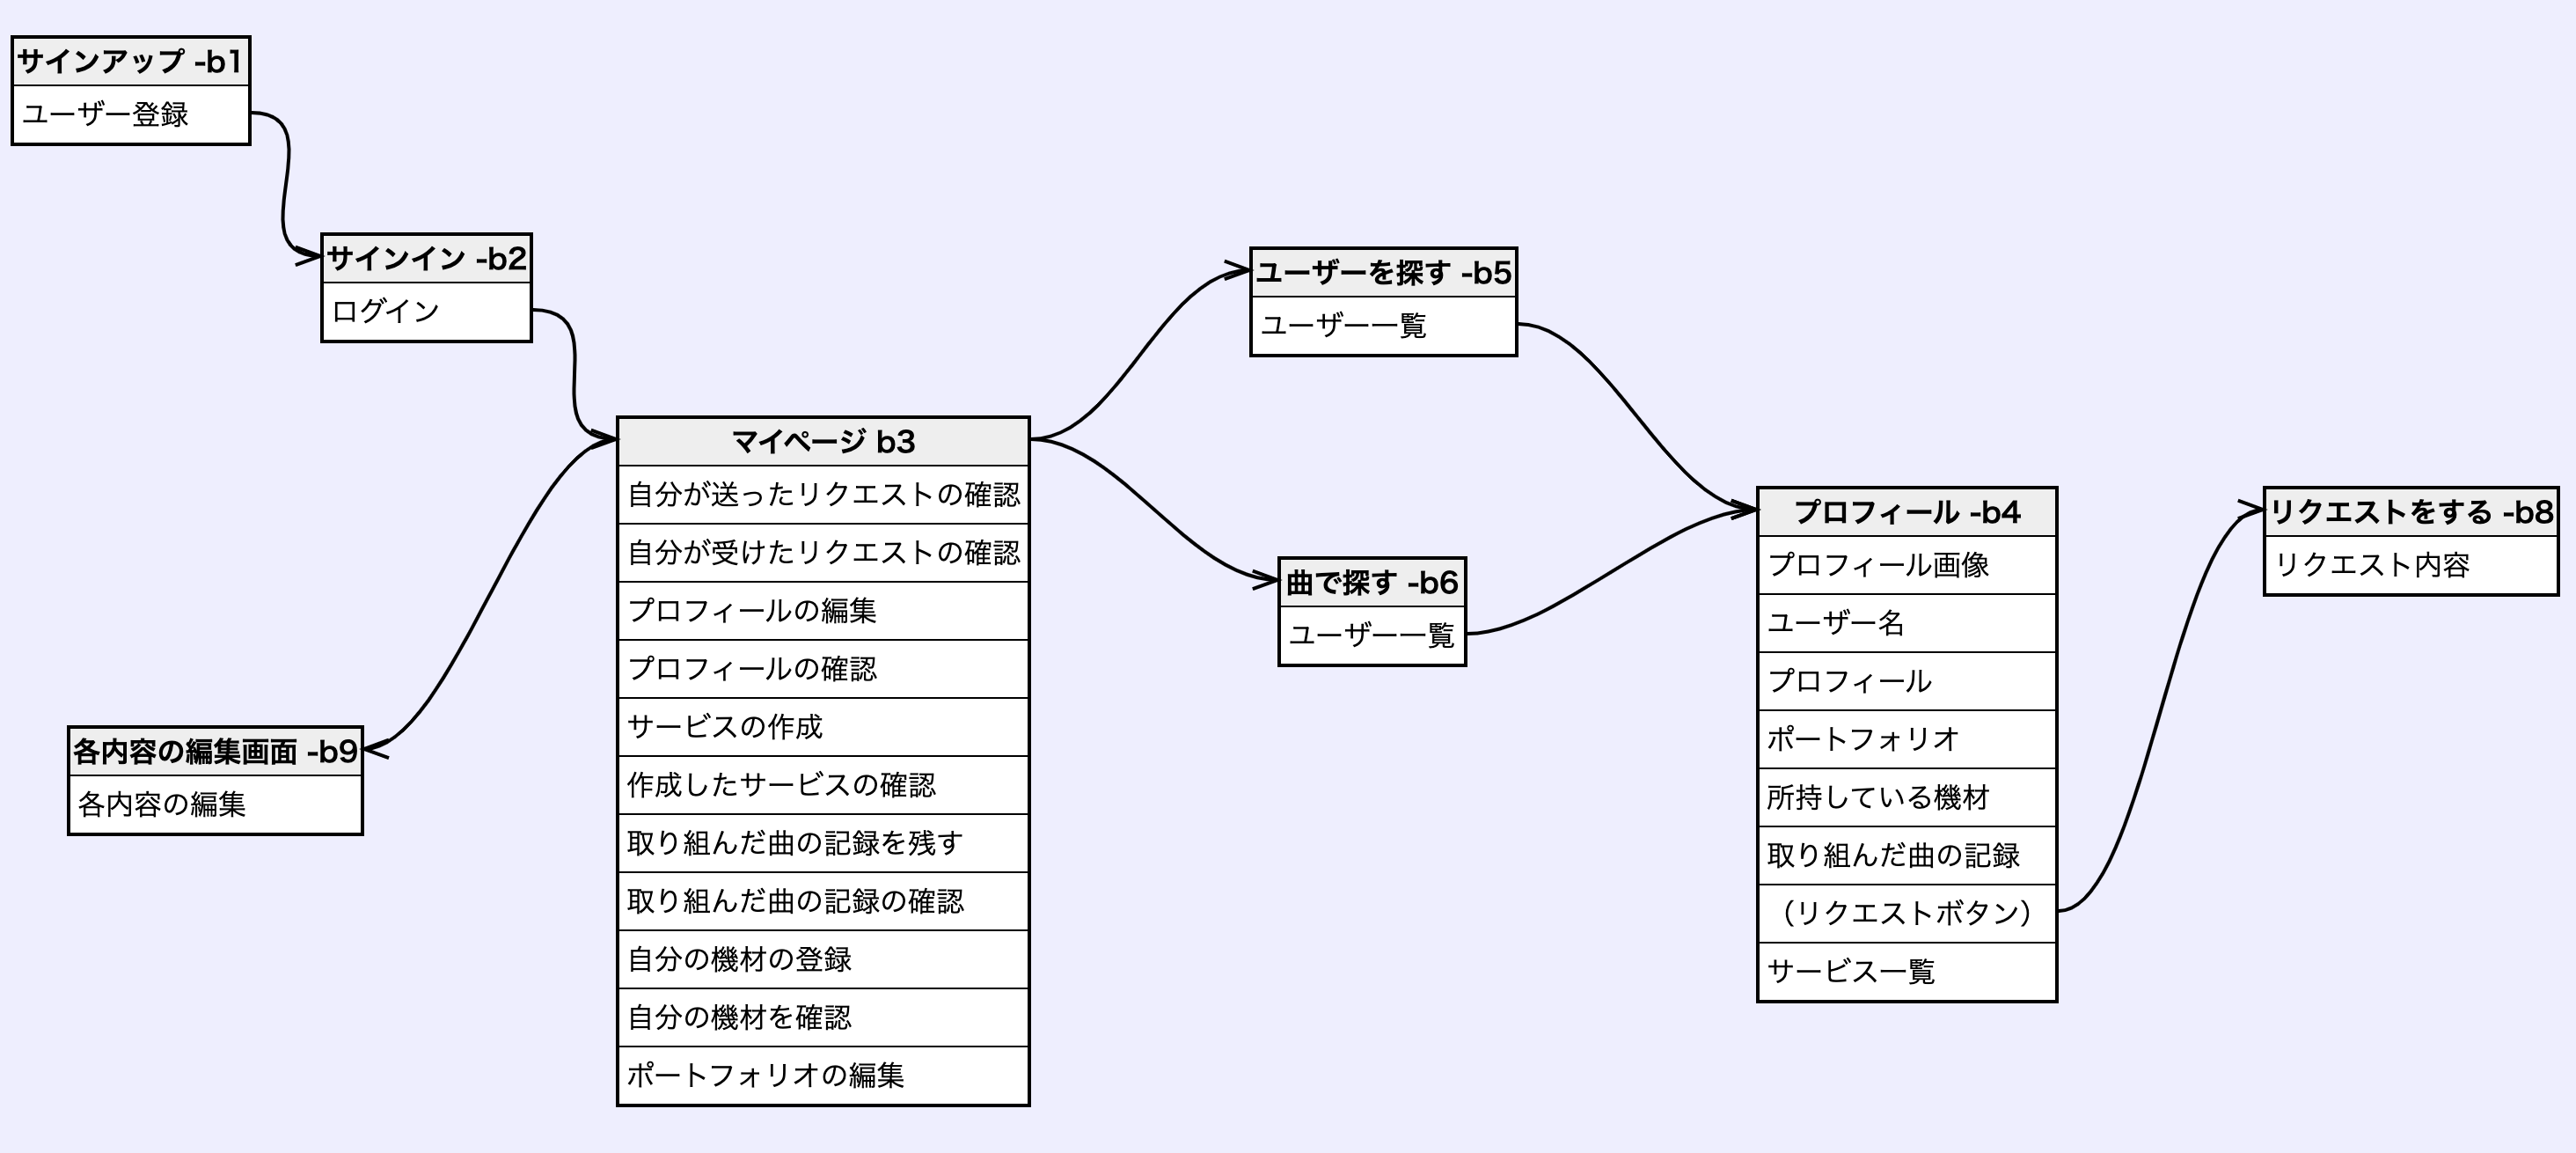 サインアップ -b1
ユーザー登録
サインイン -b2
ログイン
マイページ b3
自分が送ったリクエストの確認
自分が受けたリクエストの確認
プロフィールの編集
プロフィールの確認
サービスの作成
作成したサービスの確認
取り組んだ曲の記録を残す
取り組んだ曲の記録の確認
自分の機材の登録
自分の機材を確認
ポートフォリオの編集
各内容の編集画面 -b9
各内容の編集
ユーザーを探す -b5
ユーザー一覧
曲で探す -b6
ユーザー一覧
プロフィール -b4
プロフィール画像
ユーザー名
プロフィール
ポートフォリオ
所持している機材
取り組んだ曲の記録
（リクエストボタン）
サービス一覧
リクエストをする -b8
リクエスト内容